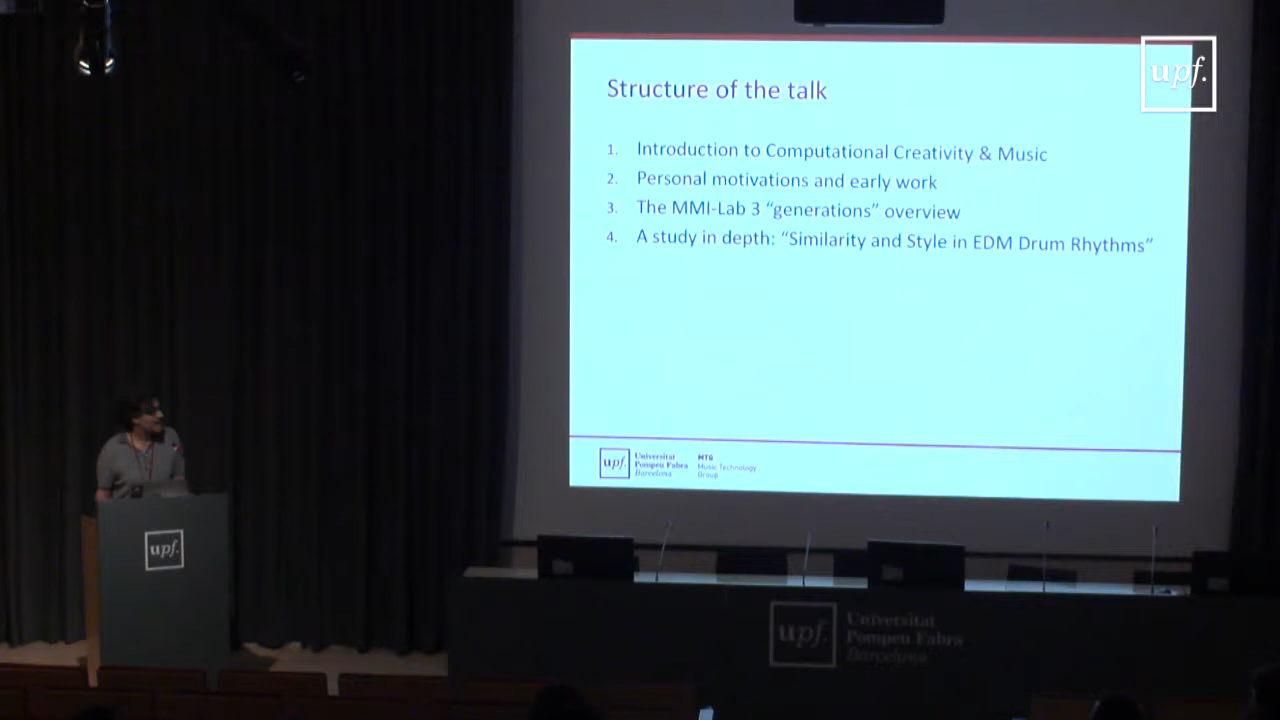 Structure of the talk
upf.
1. Introduction to Computational Creativity & Music
2. Personal motivations and early work
3. The MMI-Lab 3 “generations” overview
4. A study in depth: “Similarity and Style in EDM Drum Rhythms”
upf.
Universitat
Pompeu Fabra
Barcelona
MTG
Music Technology
Group
upf.
upf.
Universitat
Pompeu Fabra
Barcelona